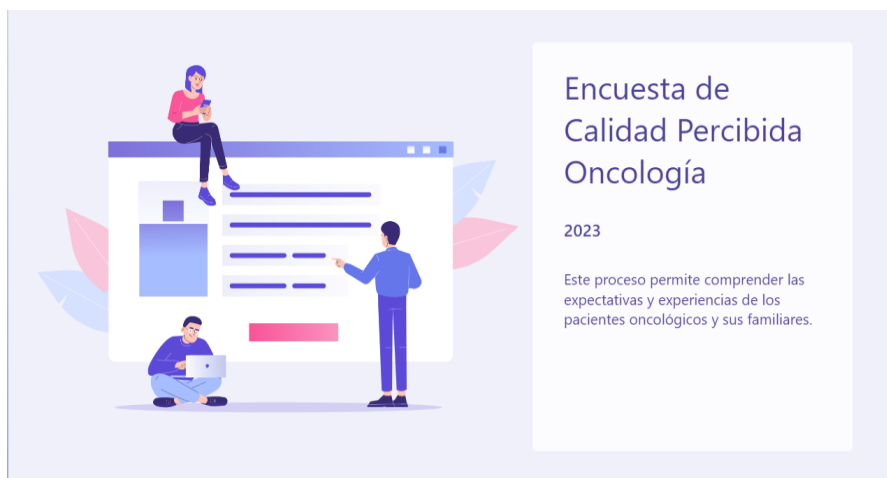 Encuesta de
Calidad Percibida
Oncología
2023
Este proceso permite comprender las
expectativas y experiencias de los
pacientes oncológicos y sus familiares.